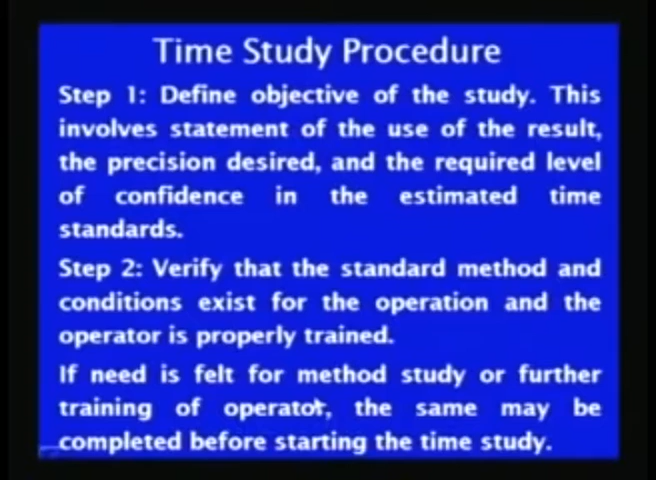 Time Study Procedure
Step 1: Define objective of the study. This
involves statement of the use of the result,
the precision desired, and the required level
of confidence in the estimated time
standards.
Step 2: Verify that the standard method and
conditions exist for the operation and the
operator is properly trained.
If need is felt for method study or further
training of operator, the same may be
completed before starting the time study.